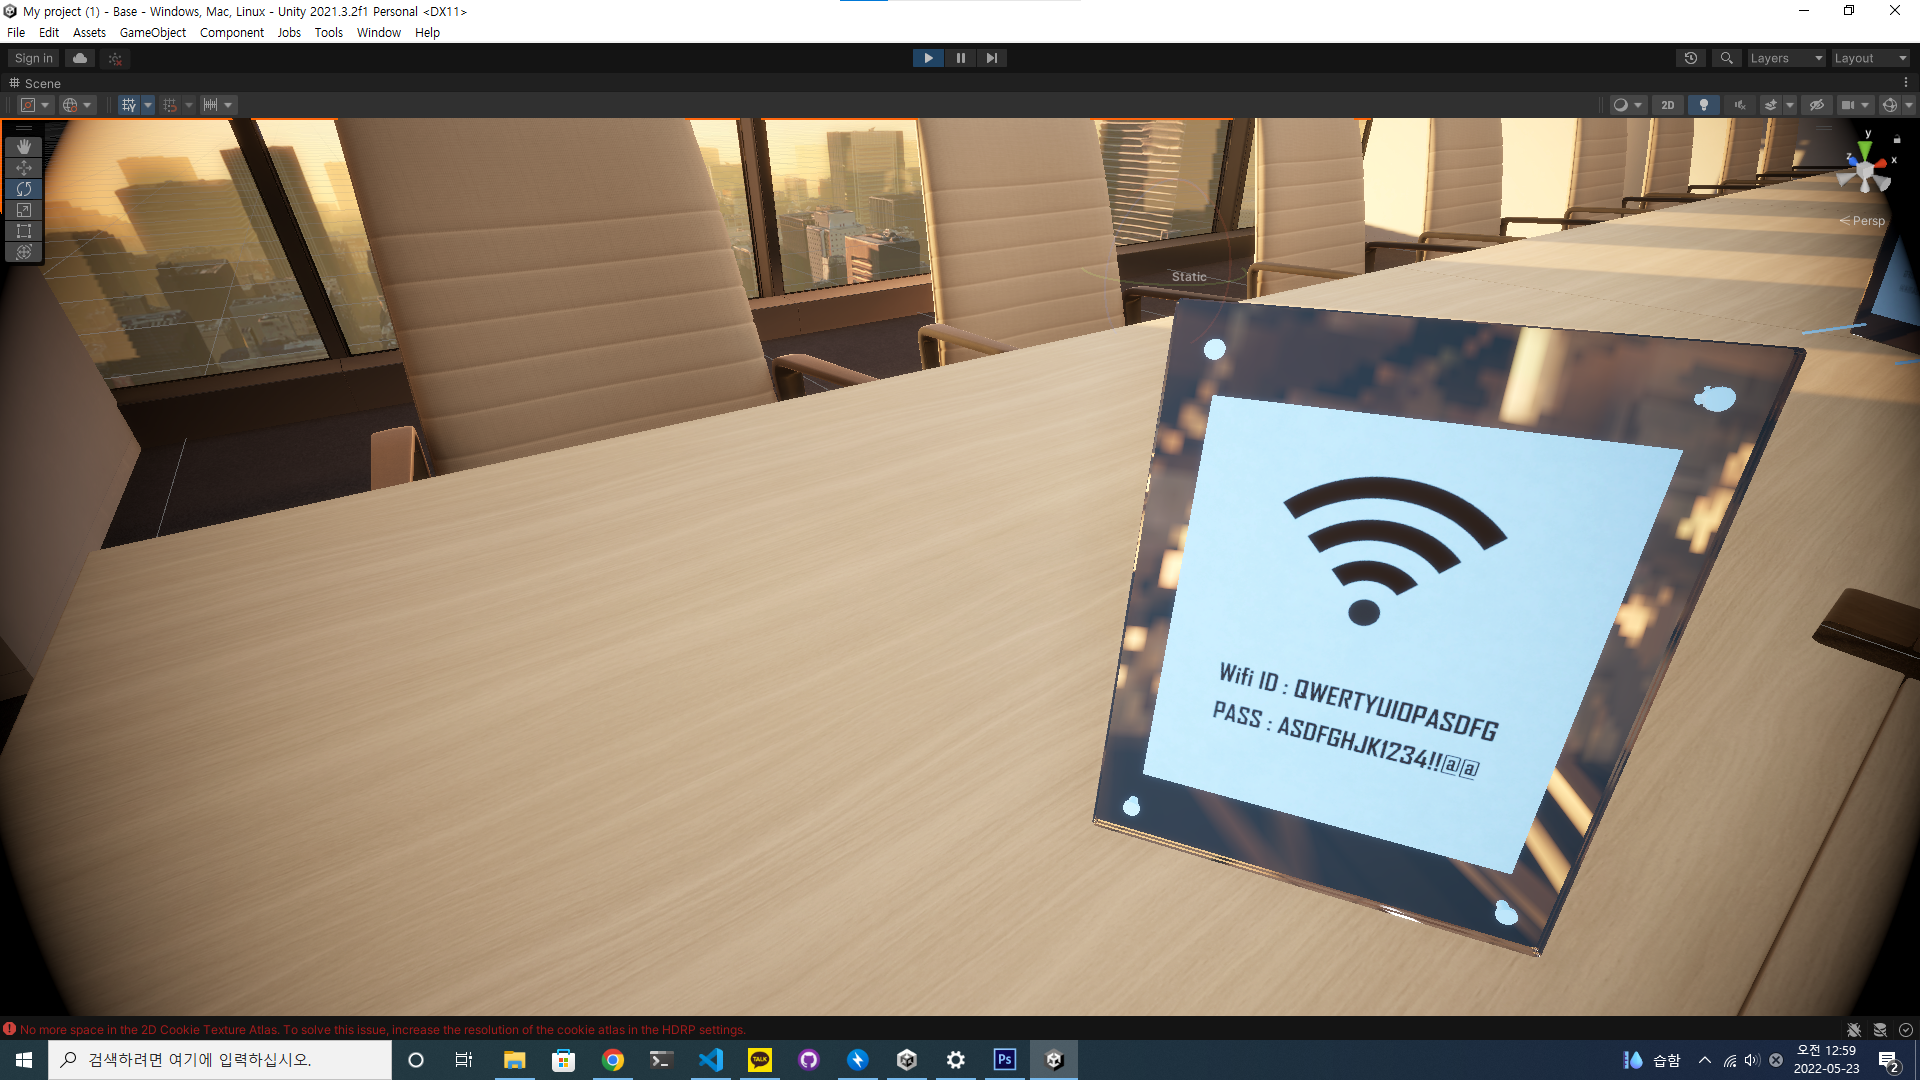 My project (1) - Base - Windows, Mac, Linux - Unity 2021.3.2f1 Personal <DX11>
File Edit Assets GameObject Component Jobs Tools Window Help
Sign in
Layers
Layout
Scene
2D
y
z
x
Persp
Static
Wifi ID : QWERTYUIOPASDFG
PASS : ASDFGHJK1234!!@@
No more space in the 2D Cookie Texture Atlas. To solve this issue, increase the resolution of the cookie atlas in the HDRP settings.
검색하려면 여기에 입력하십시오.
TALK
Ps
습함
오전 12:59
2022-05-23
2